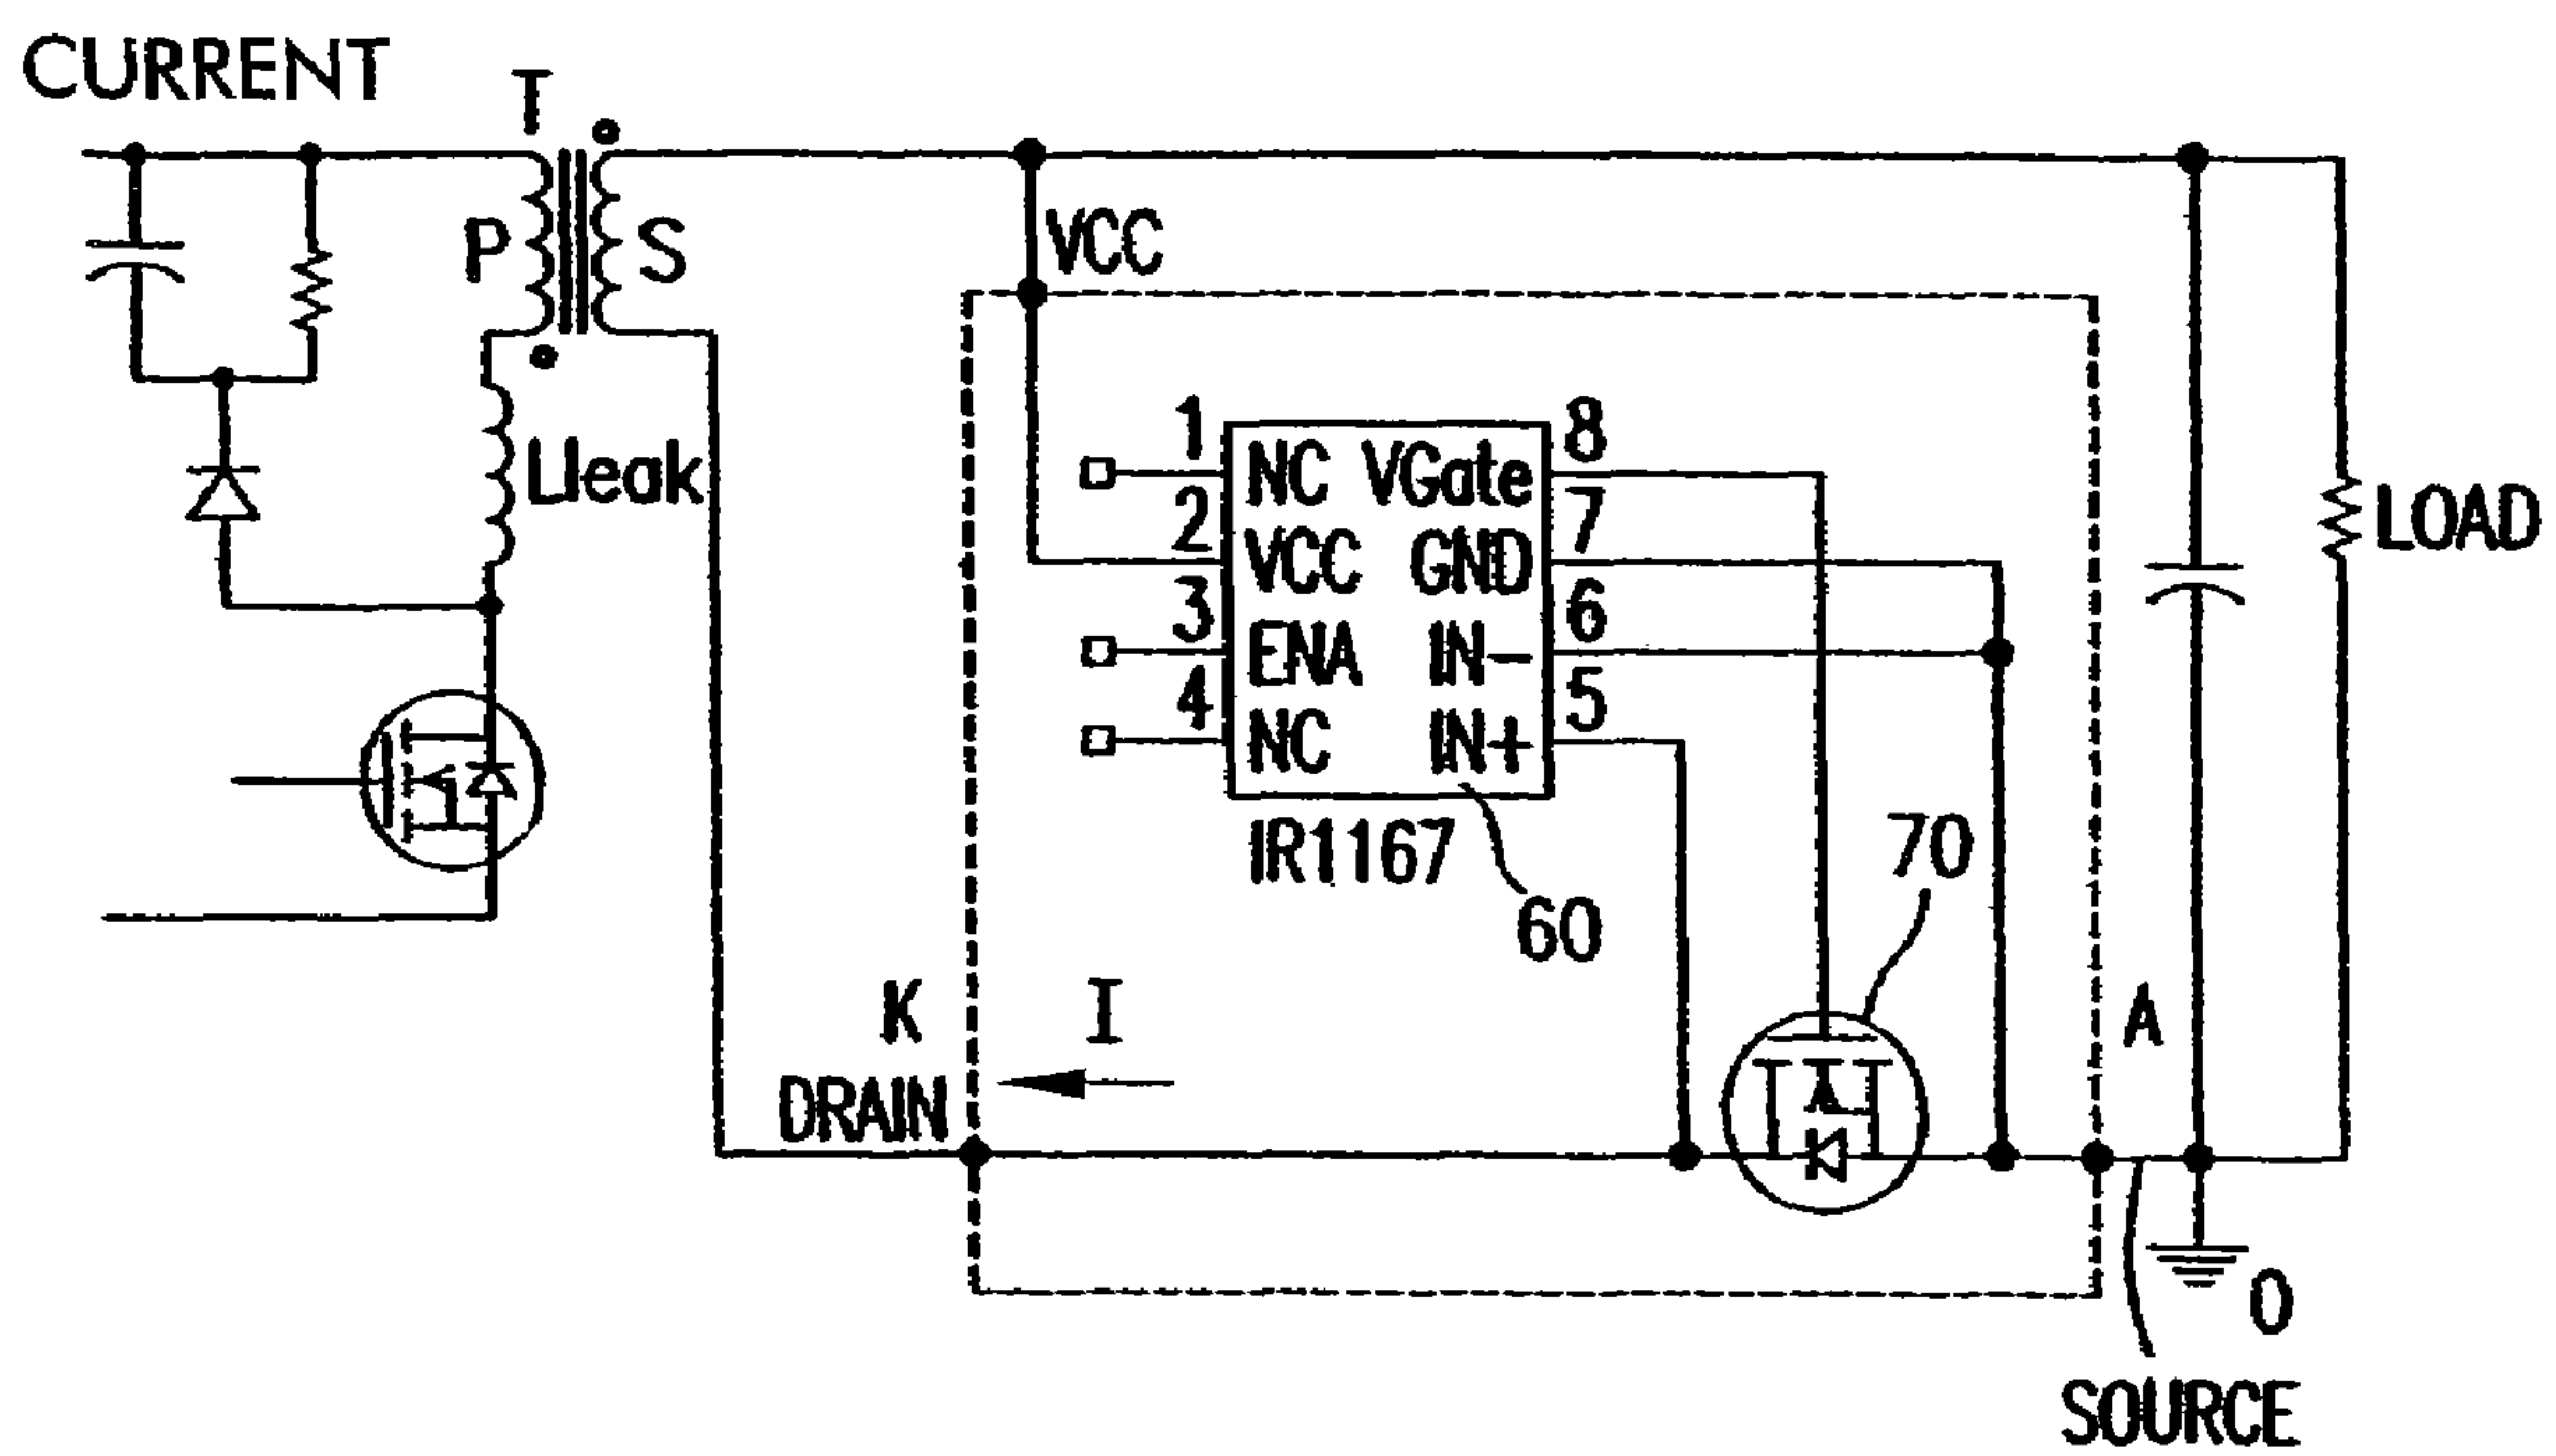 CURRENT
T
P
S
Lleak
VCC
1
NC
VGate
8
2
VCC
GND
7
3
ENA
IN-
6
4
NC
IN+
5
IR1167
60
70
LOAD
K
I
A
DRAIN
O
SOURCE